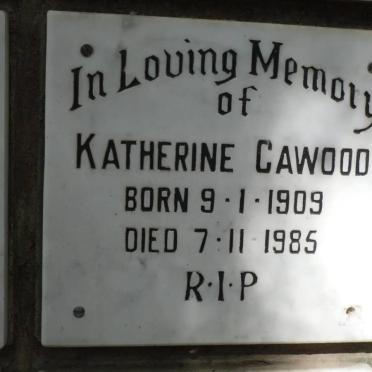 In Loving Memory
of
KATHERINE CAWOOD
BORN 9·1·1909
DIED 7·11·1985
R·I·P